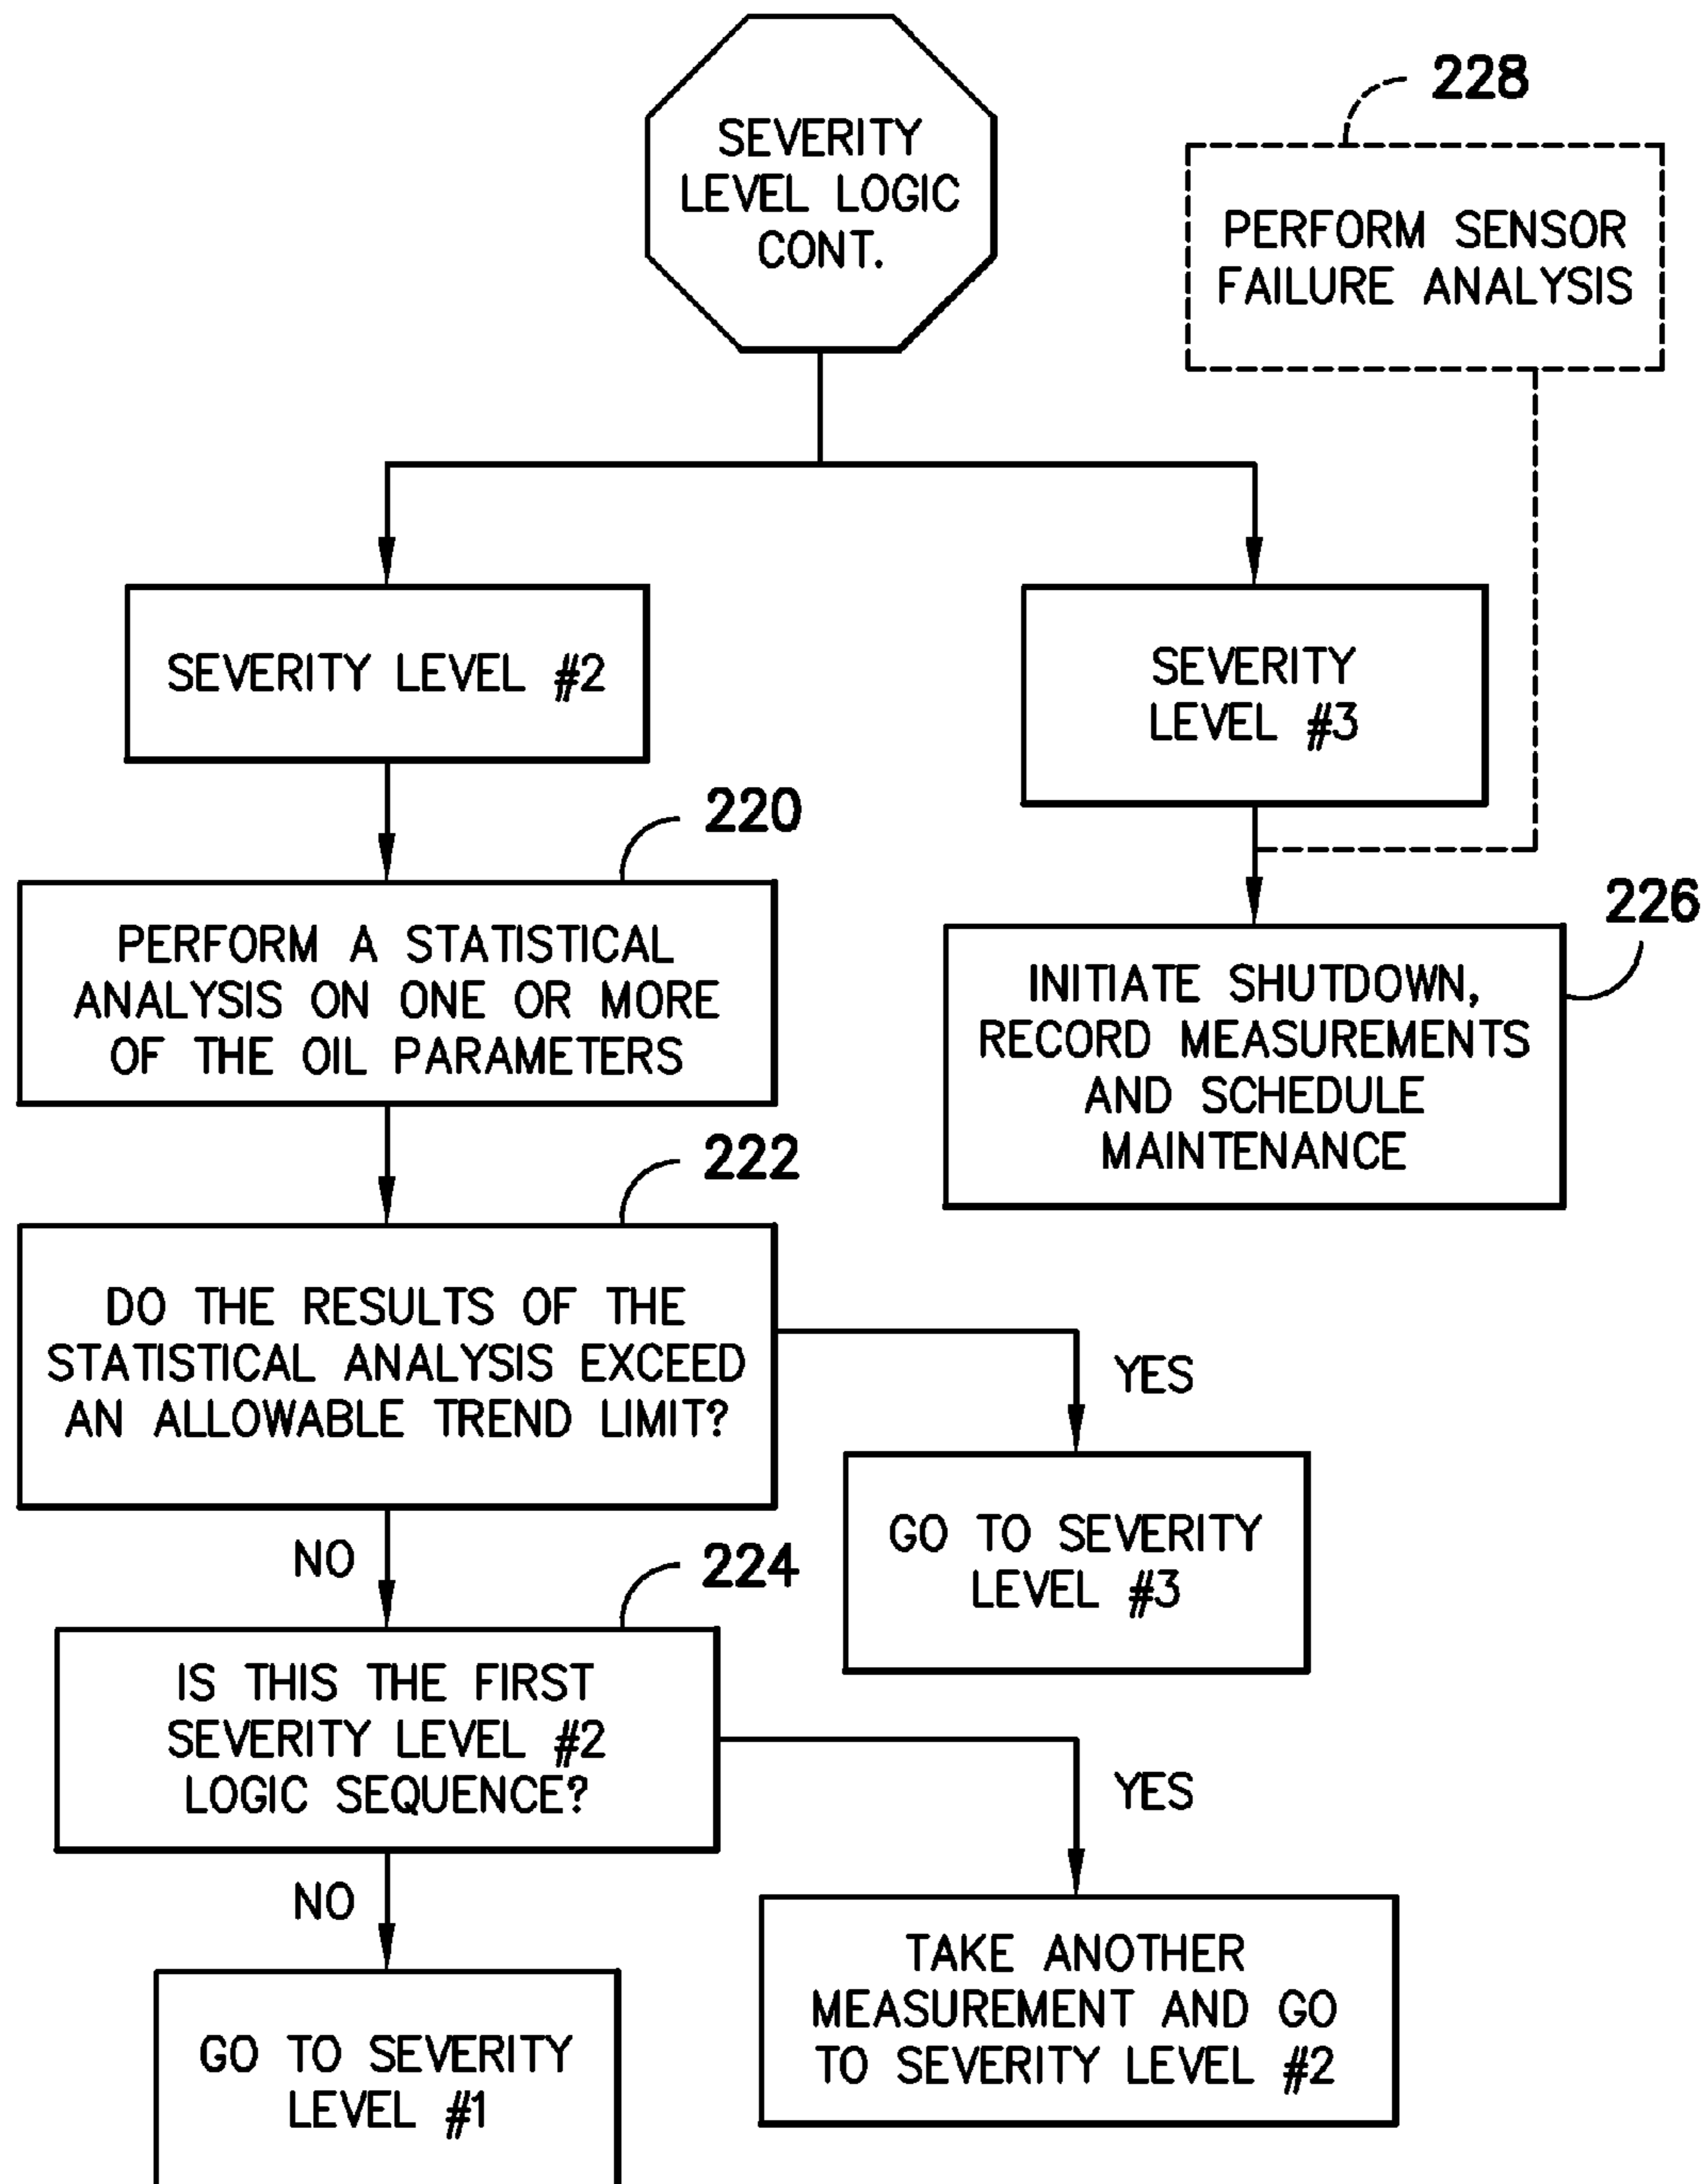 SEVERITY
LEVEL LOGIC
CONT.
228
PERFORM SENSOR
FAILURE ANALYSIS
SEVERITY LEVEL #2
SEVERITY
LEVEL #3
220
PERFORM A STATISTICAL
ANALYSIS ON ONE OR MORE
OF THE OIL PARAMETERS
226
INITIATE SHUTDOWN,
RECORD MEASUREMENTS
AND SCHEDULE
MAINTENANCE
222
DO THE RESULTS OF THE
STATISTICAL ANALYSIS EXCEED
AN ALLOWABLE TREND LIMIT?
YES
GO TO SEVERITY
LEVEL #3
NO
224
IS THIS THE FIRST
SEVERITY LEVEL #2
LOGIC SEQUENCE?
YES
TAKE ANOTHER
MEASUREMENT AND GO
TO SEVERITY LEVEL #2
NO
GO TO SEVERITY
LEVEL #1